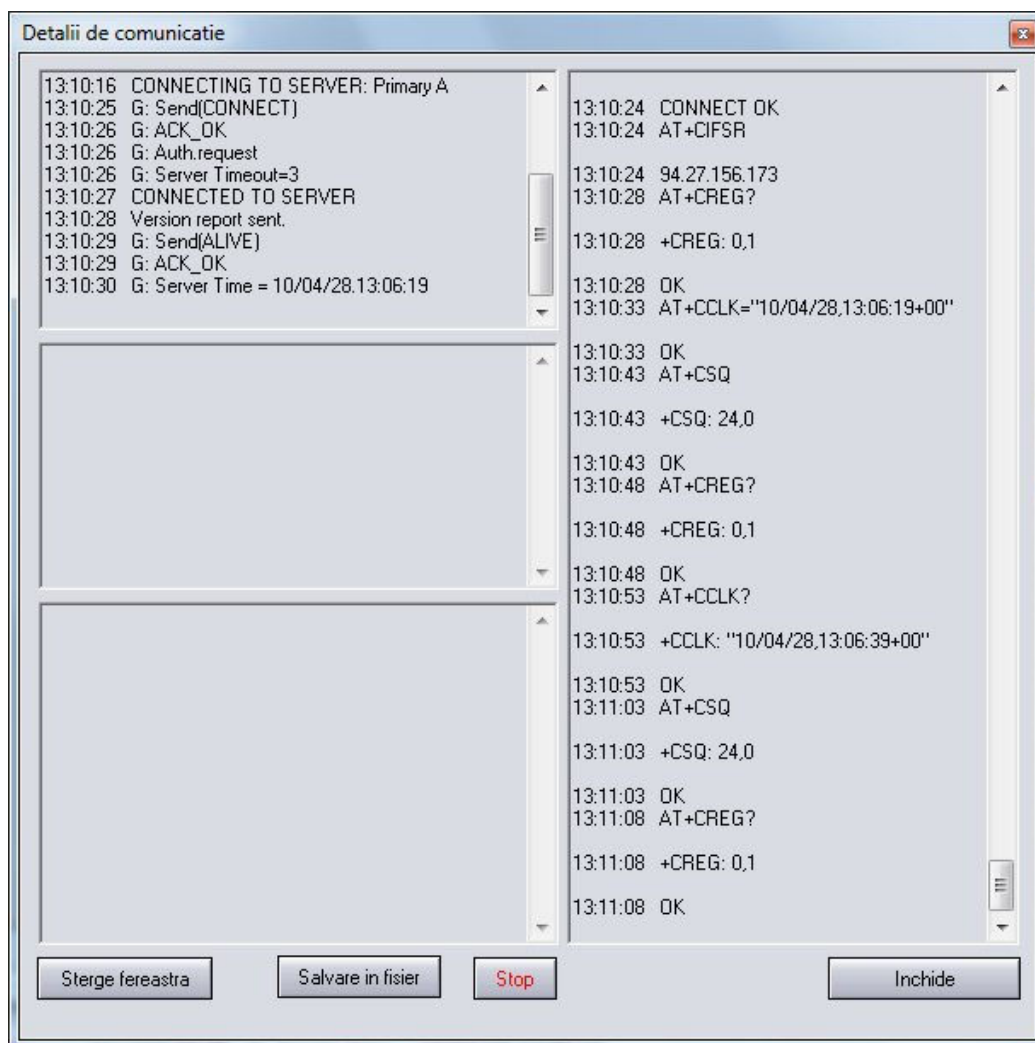 Detalii de comunicatie
13:10:16 CONNECTING TO SERVER: Primary A
13:10:25 G: Send(CONNECT)
13:10:26 G: ACK_OK
13:10:26 G: Auth.request
13:10:26 G: Server Timeout=3
13:10:27 CONNECTED TO SERVER
13:10:28 Version report sent.
13:10:29 G: Send(ALIVE)
13:10:29 G: ACK_OK
13:10:30 G: Server Time = 10/04/28.13:06:19
13:10:24 CONNECT OK
13:10:24 AT+CIFSR
13:10:24 94.27.156.173
13:10:28 AT+CREG?
13:10:28 +CREG: 0,1
13:10:28 OK
13:10:33 AT+CCLK="10/04/28,13:06:19+00"
13:10:33 OK
13:10:43 AT+CSQ
13:10:43 +CSQ: 24,0
13:10:43 OK
13:10:48 AT+CREG?
13:10:48 +CREG: 0,1
13:10:48 OK
13:10:53 AT+CCLK?
13:10:53 +CCLK: "10/04/28,13:06:39+00"
13:10:53 OK
13:11:03 AT+CSQ
13:11:03 +CSQ: 24,0
13:11:03 OK
13:11:08 AT+CREG?
13:11:08 +CREG: 0,1
13:11:08 OK
Sterge fereastra
Salvare in fisier
Stop
Inchide